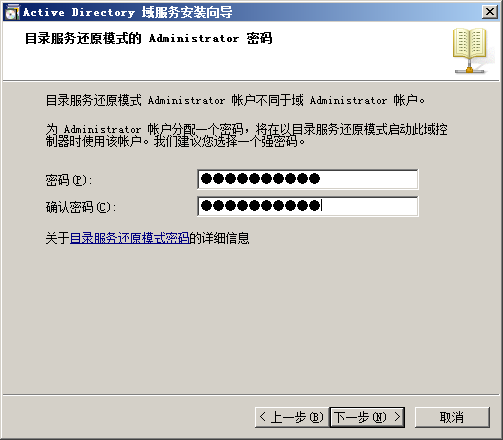 Active Directory 域服务安装向导
目录服务还原模式的 Administrator 密码
目录服务还原模式 Administrator 帐户不同于域 Administrator 帐户。
为 Administrator 帐户分配一个密码，将在以目录服务还原模式启动此域控
制器时使用该帐户。我们建议您选择一个强密码。
密码(P):
●●●●●●●●●●
确认密码(C):
●●●●●●●●●●
关于目录服务还原模式密码的详细信息
< 上一步(B) 下一步(N) > 取消